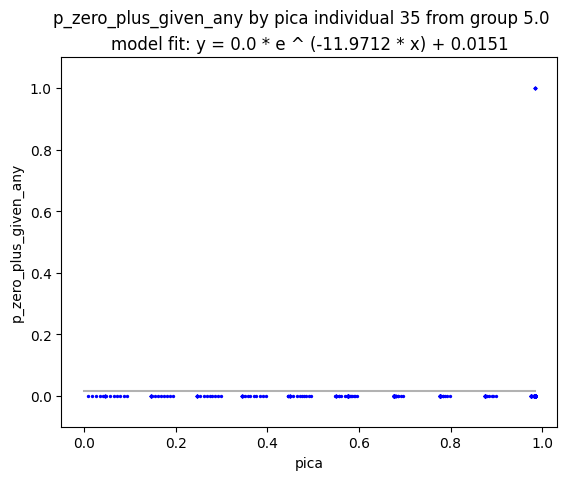 p_zero_plus_given_any by pica individual 35 from group 5.0
model fit: y = 0.0 * e ^ (-11.9712 * x) + 0.0151
1.0
0.8
0.6
0.4
0.2
0.0
p_zero_plus_given_any
0.0 0.2 0.4 0.6 0.8 1.0
pica